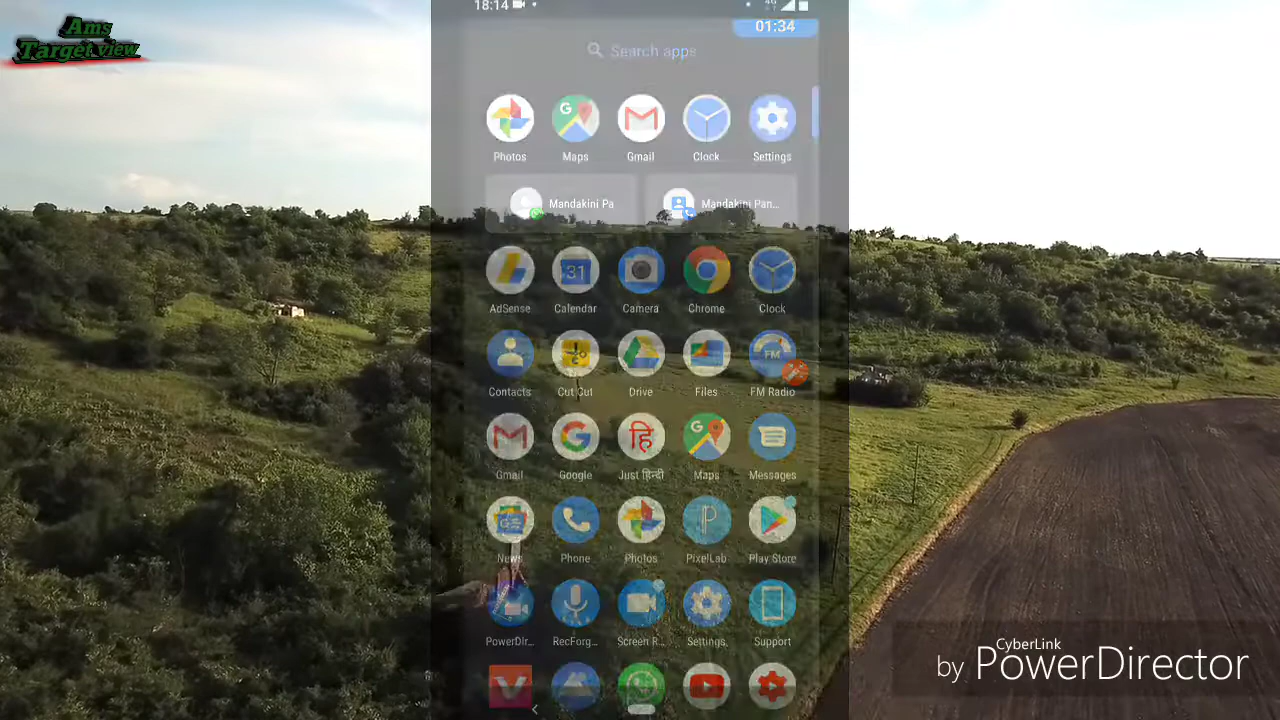 Ams
Target view
18:14
4G
01:34
Search apps
Photos Maps Gmail Clock Settings
Mandakini Pa Mandakini Pan...
31
AdSense Calendar Camera Chrome Clock
FM
Contacts Cut Cut Drive Files FM Radio
हि
Gmail Google Just हिन्दी Maps Messages
News Phone Photos PixelLab Play Store
PowerDir... RecForg... Screen R... Settings Support
CyberLink
by PowerDirector